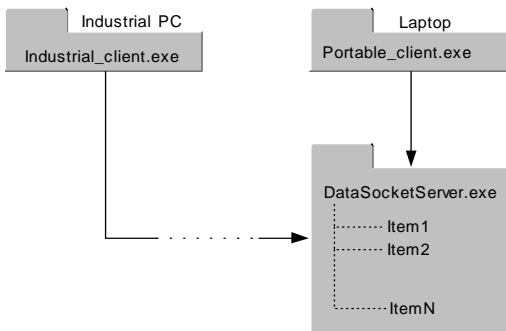 Industrial PC
Industrial_client.exe
Laptop
Portable_client.exe
DataSocketServer.exe
Item1
Item2
ItemN